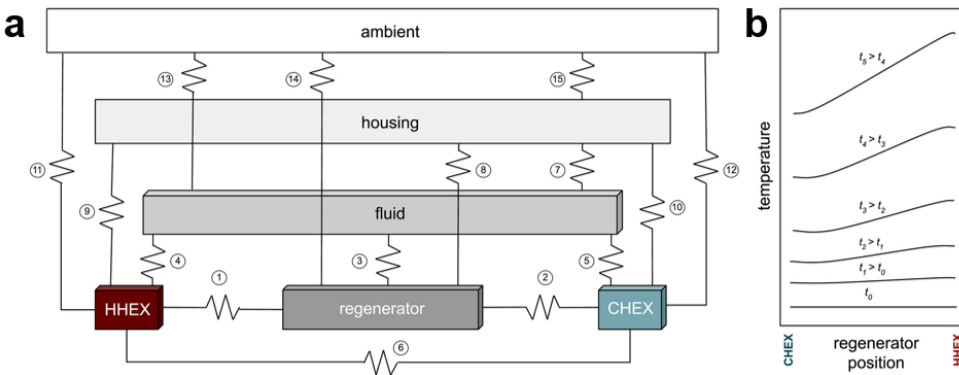 a
ambient
13
14
15
housing
11
8
7
12
9
10
fluid
4
3
5
1
2
HHEX
regenerator
CHEX
6
b
t5 > t4
t4 > t3
t3 > t2
t2 > t1
t1 > t0
t0
temperature
CHEX
regenerator
position
HHEX